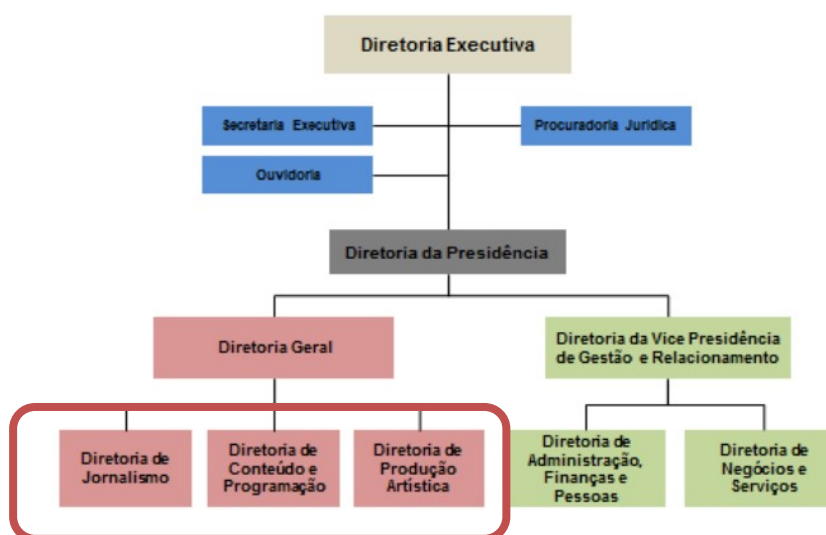 Diretoria Executiva
Secretaria Executiva
Procuradoria Juridica
Ouvidoria
Diretoria da Presidência
Diretoria Geral
Diretoria da Vice Presidência
de Gestão e Relacionamento
Diretoria de
Jornalismo
Diretoria de
Conteúdo e
Programação
Diretoria de
Produção
Artística
Diretoria de
Administração,
Finanças e
Pessoas
Diretoria de
Negócios e
Serviços